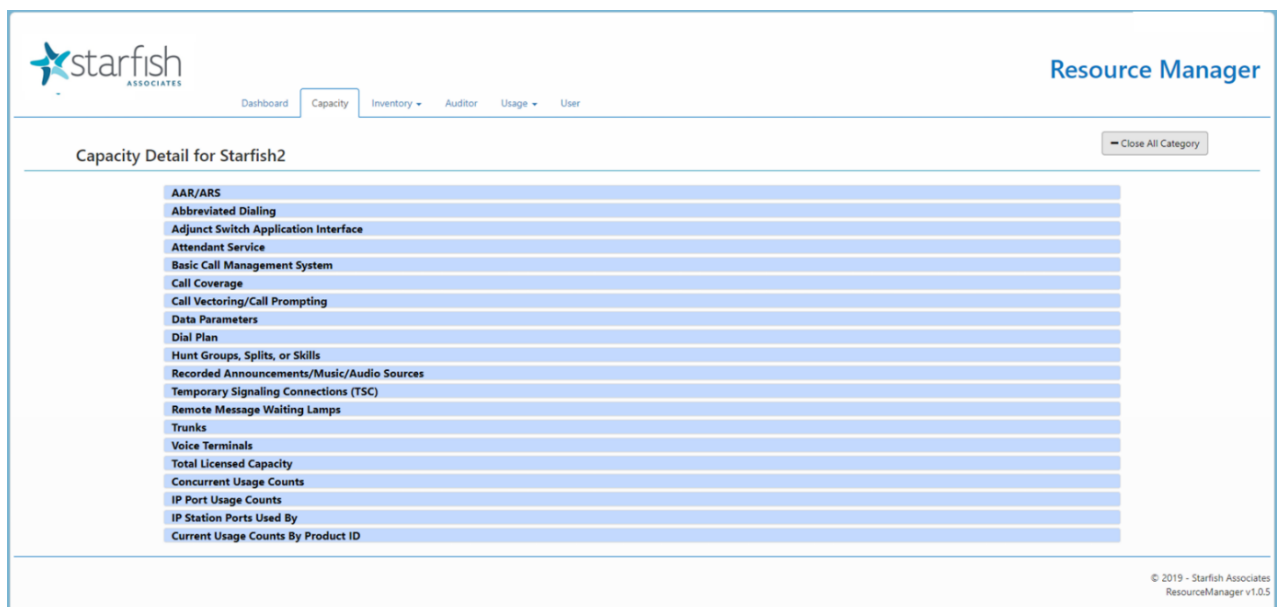 starfish
ASSOCIATES
Resource Manager
Dashboard Capacity Inventory Auditor Usage User
Close All Category
Capacity Detail for Starfish2
AAR/ARS
Abbreviated Dialing
Adjunct Switch Application Interface
Attendant Service
Basic Call Management System
Call Coverage
Call Vectoring/Call Prompting
Data Parameters
Dial Plan
Hunt Groups, Splits, or Skills
Recorded Announcements/Music/Audio Sources
Temporary Signaling Connections (TSC)
Remote Message Waiting Lamps
Trunks
Voice Terminals
Total Licensed Capacity
Concurrent Usage Counts
IP Port Usage Counts
IP Station Ports Used By
Current Usage Counts By Product ID
© 2019 - Starfish Associates
ResourceManager v1.0.5